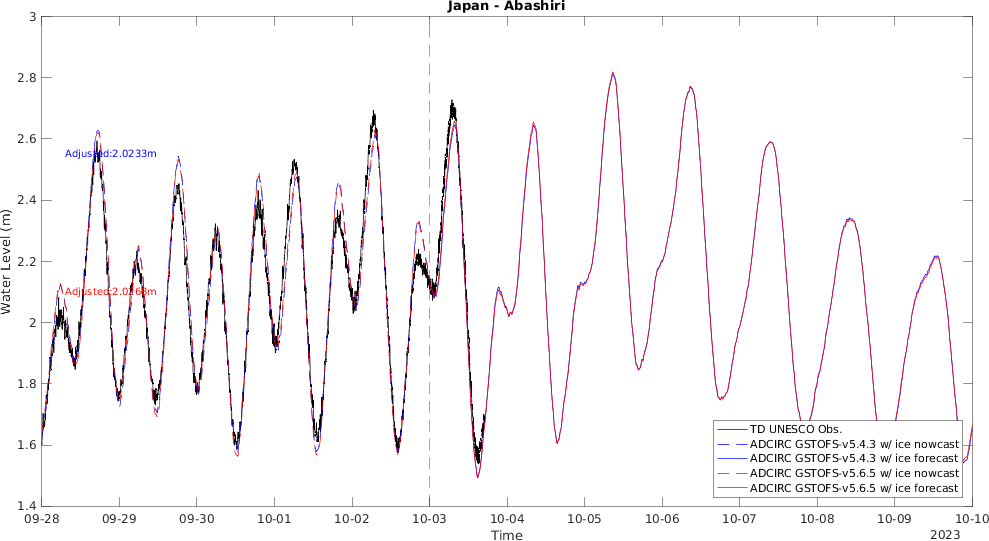 Japan - Abashiri
Water Level (m)
3
2.8
2.6
2.4
2.2
2
1.8
1.6
1.4
Adjusted:2.0233m
Adjusted:2.0268m
TD UNESCO Obs.
ADCIRC GSTOFS-v5.4.3 w/ ice nowcast
ADCIRC GSTOFS-v5.4.3 w/ ice forecast
ADCIRC GSTOFS-v5.6.5 w/ ice nowcast
ADCIRC GSTOFS-v5.6.5 w/ ice forecast
09-28 09-29 09-30 10-01 10-02 10-03 10-04 10-05 10-06 10-07 10-08 10-09 10-10
Time
2023